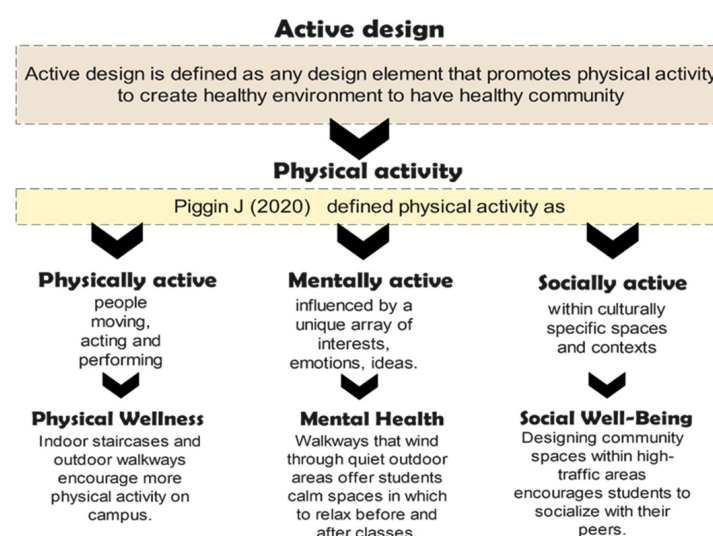 Active design
Active design is defined as any design element that promotes physical activity
to create healthy environment to have healthy community
Physical activity
Piggin J (2020) defined physical activity as
Physically active
people
moving,
acting and
performing
Mentally active
influenced by a
unique array of
interests,
emotions, ideas.
Socially active
within culturally
specific spaces
and contexts
Physical Wellness
Indoor staircases and
outdoor walkways
encourage more
physical activity on
campus.
Mental Health
Walkways that wind
through quiet outdoor
areas offer students
calm spaces in which
to relax before and
after classes.
Social Well-Being
Designing community
spaces within high-
traffic areas
encourages students to
socialize with their
peers.